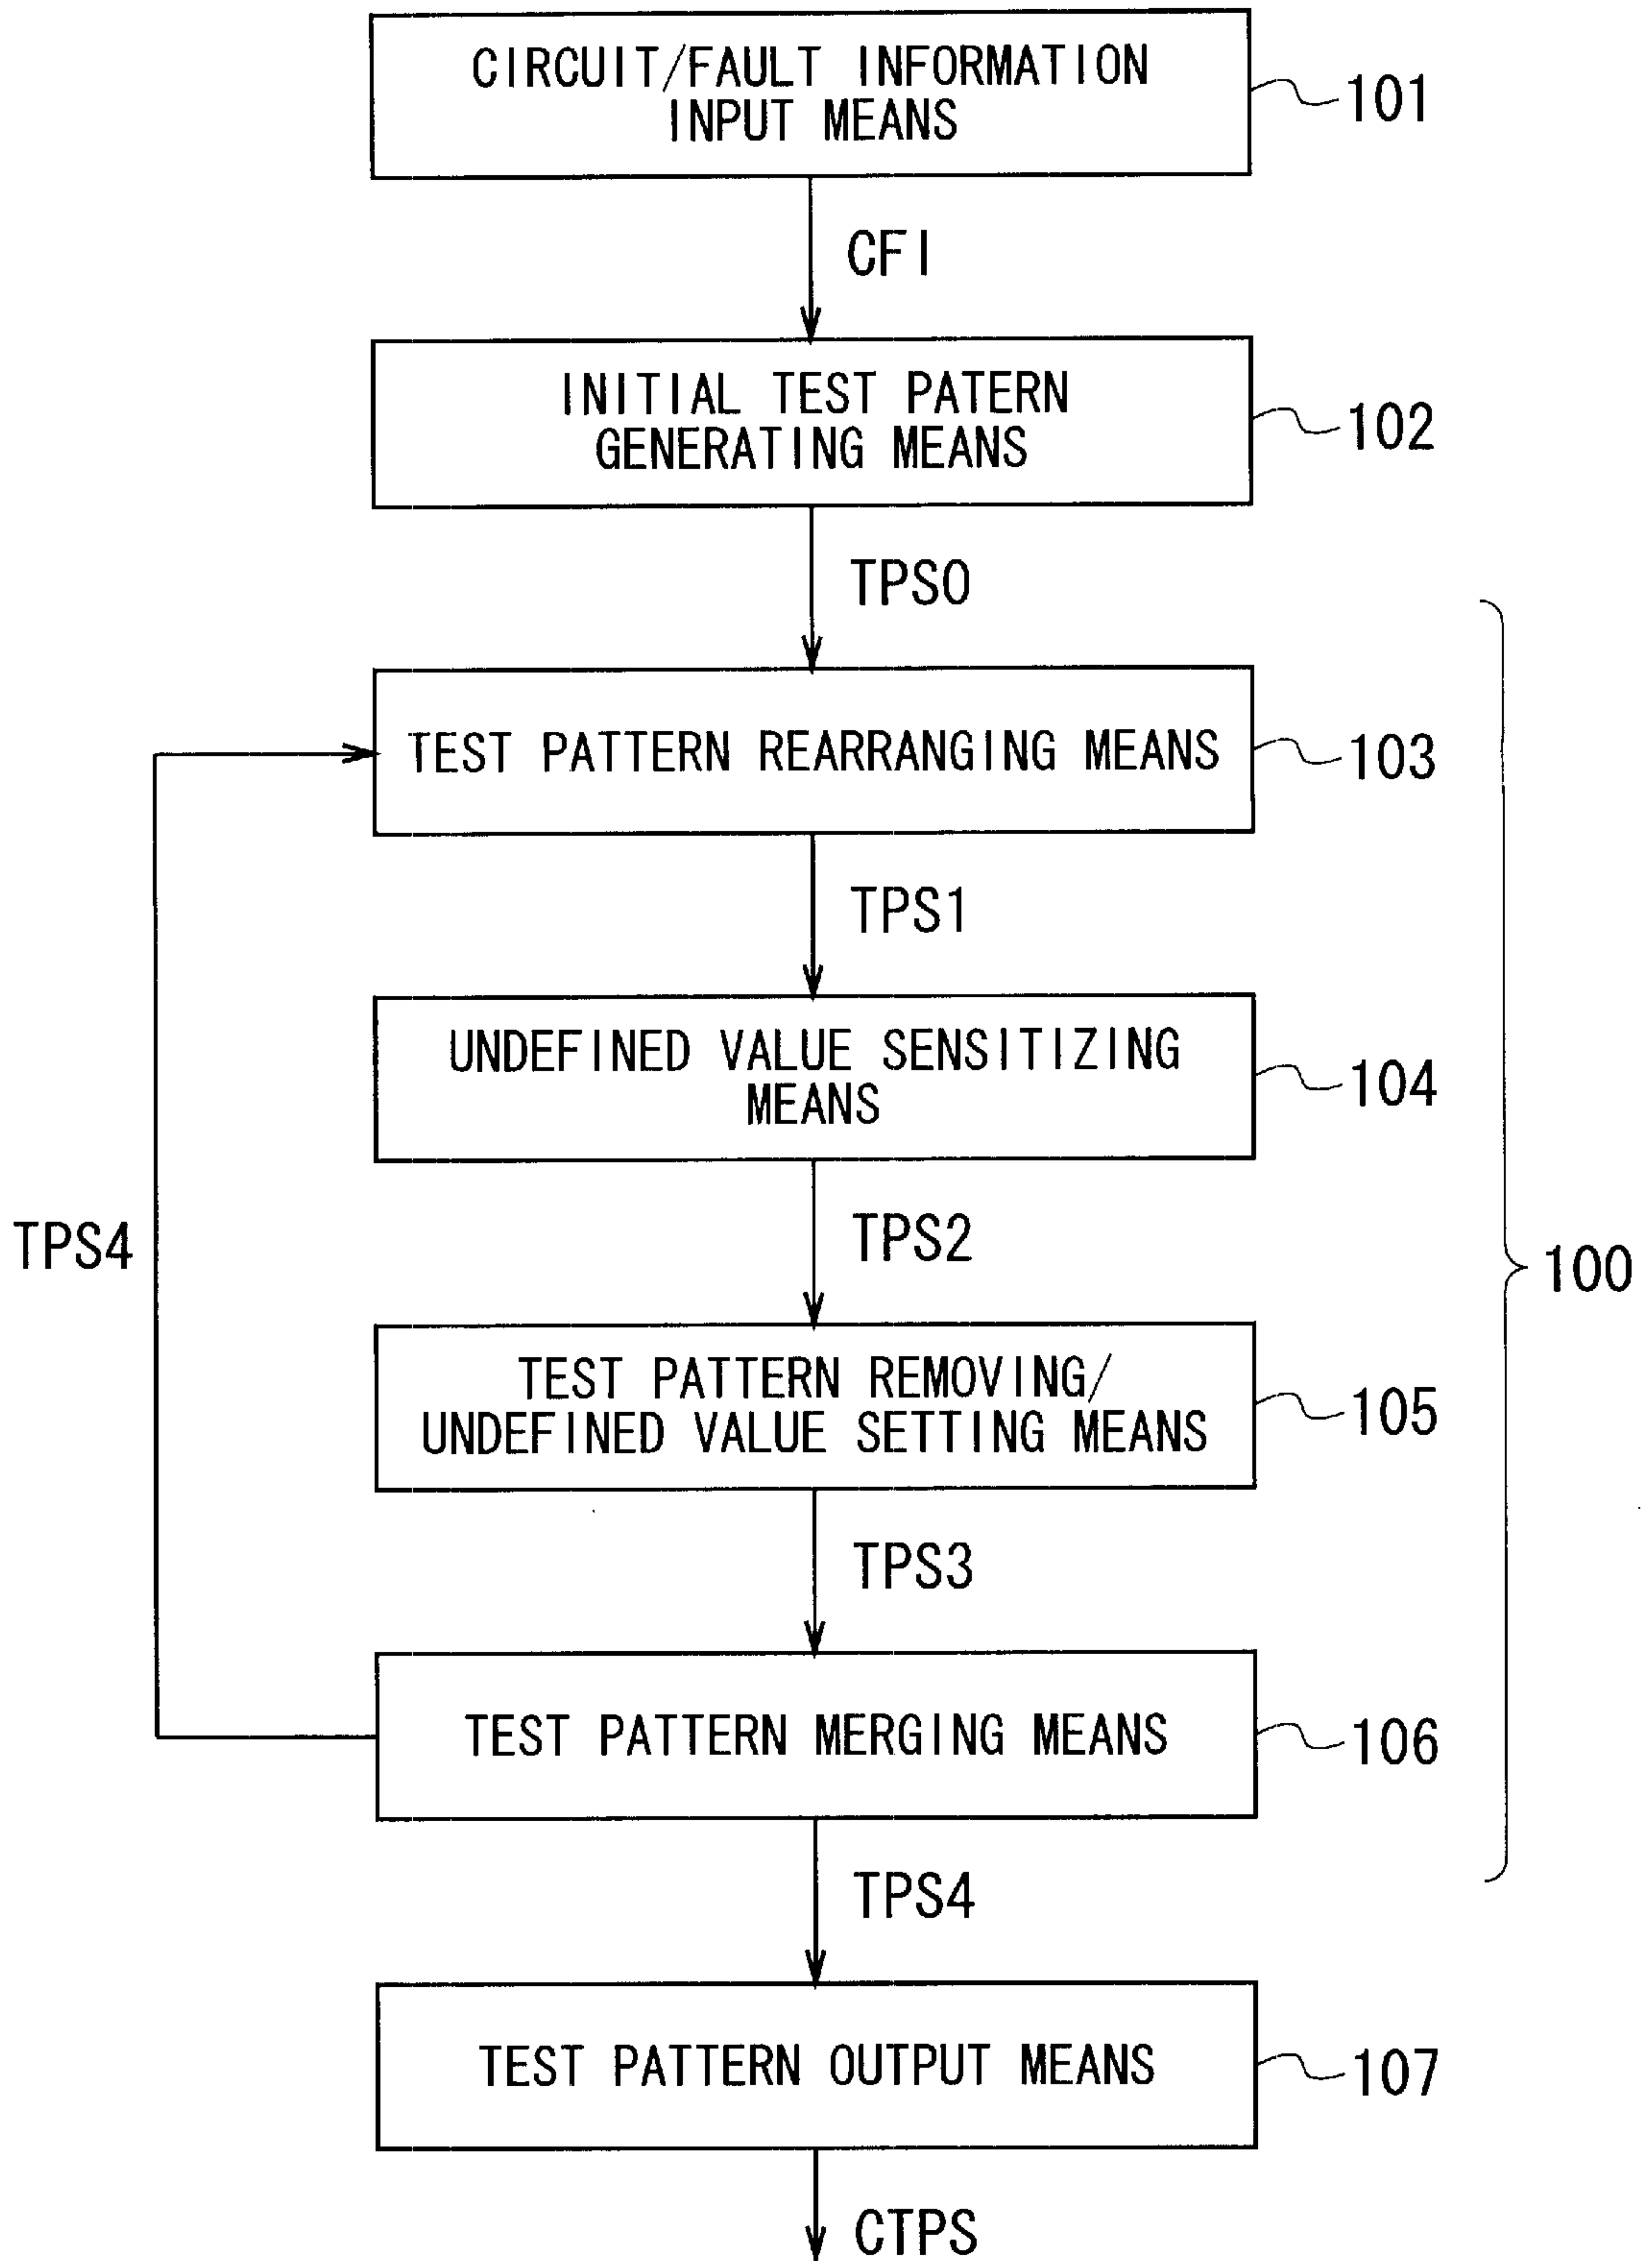 CIRCUIT/FAULT INFORMATION
INPUT MEANS
101
CFI
INITIAL TEST PATERN
GENERATING MEANS
102
TPS0
TEST PATTERN REARRANGING MEANS
103
TPS1
UNDEFINED VALUE SENSITIZING
MEANS
104
TPS2
TPS4
100
TEST PATTERN REMOVING/
UNDEFINED VALUE SETTING MEANS
105
TPS3
TEST PATTERN MERGING MEANS
106
TPS4
TEST PATTERN OUTPUT MEANS
107
CTPS